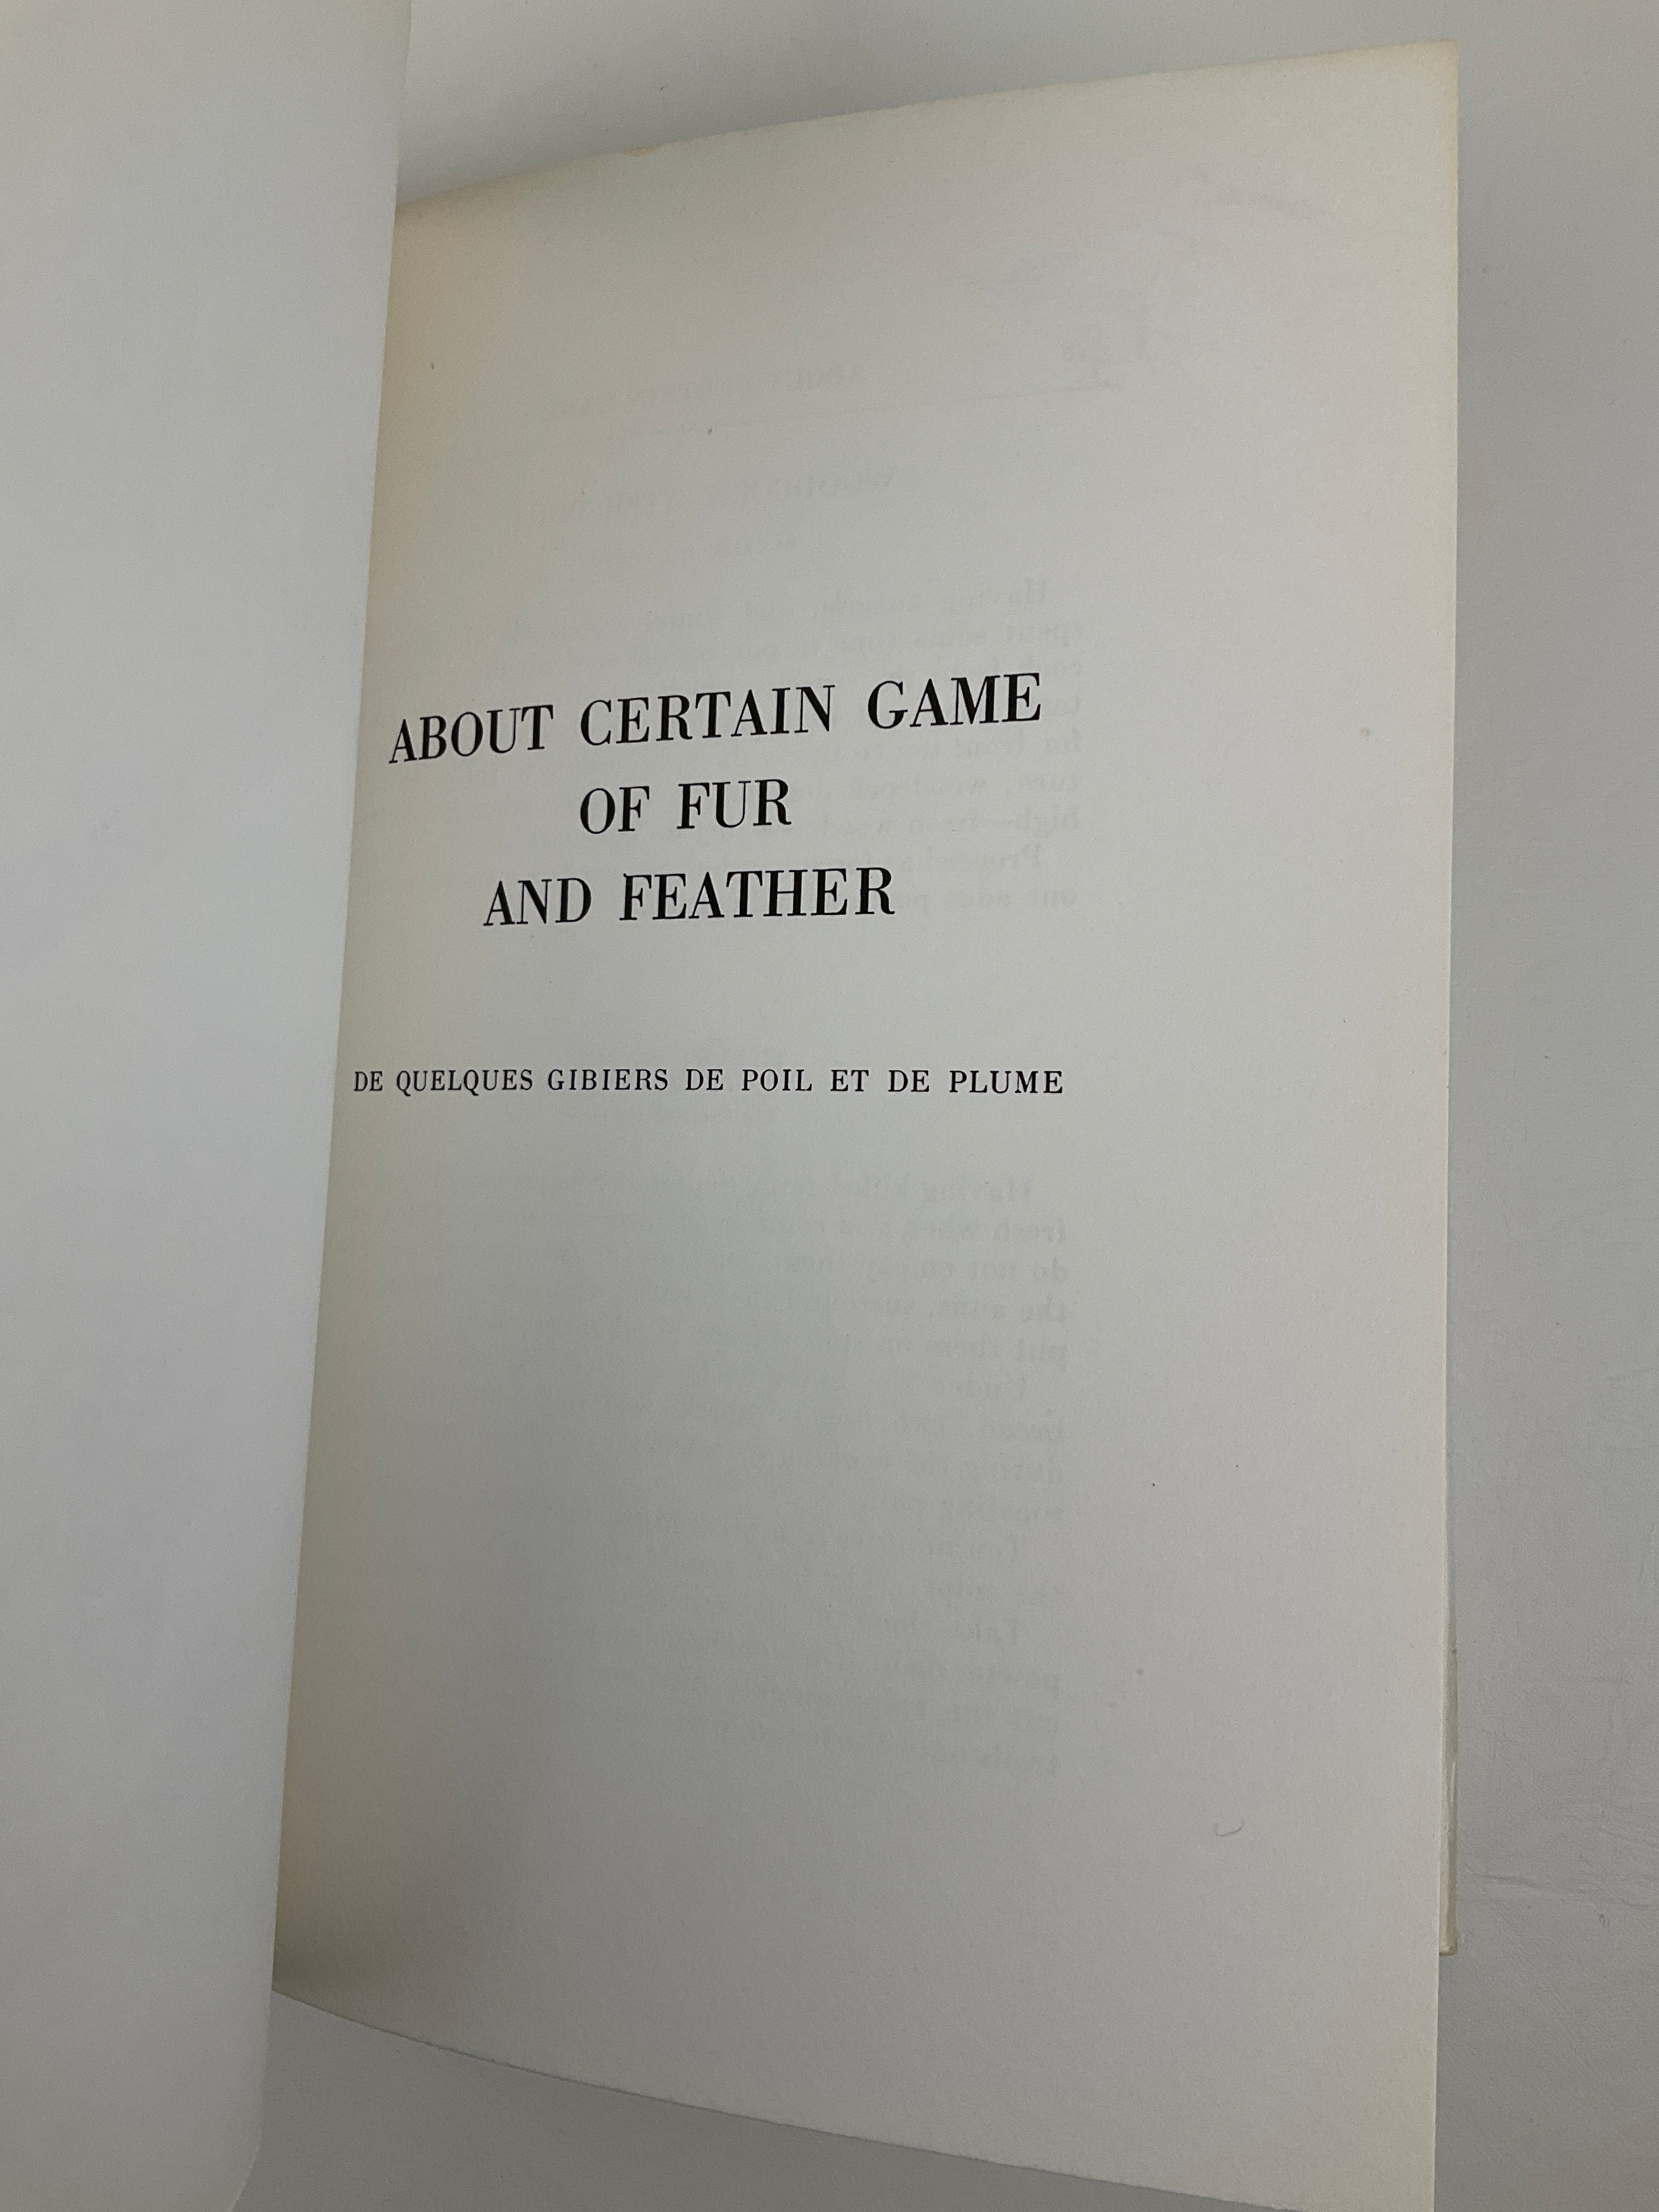 ABOUT CERTAIN GAME
OF FUR
AND FEATHER
DE QUELQUES GIBIERS DE POIL ET DE PLUME